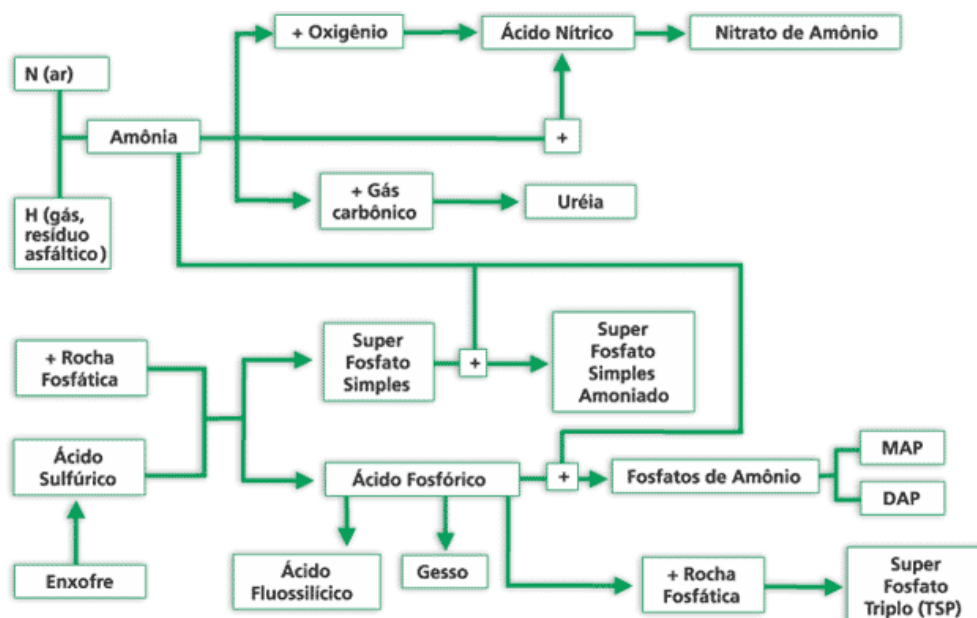 + Oxigênio
Ácido Nítrico
Nitrato de Amônio
N (ar)
Amônia
+
H (gás,
resíduo
asfáltico)
+ Gás
carbônico
Uréia
+ Rocha
Fosfática
Super
Fosfato
Simples
+
Super
Fosfato
Simples
Amoniado
Ácido
Sulfúrico
Ácido Fosfórico
+
Fosfatos de Amônio
MAP
DAP
Enxofre
Ácido
Fluossilícico
Gesso
+ Rocha
Fosfática
Super
Fosfato
Triplo (TSP)